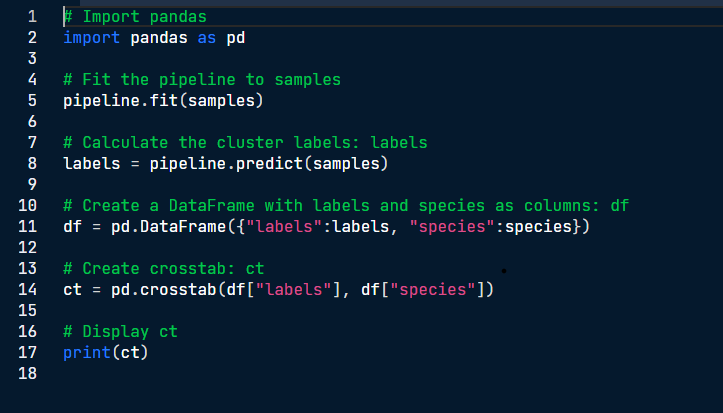 1 # Import pandas
2 import pandas as pd
3
4 # Fit the pipeline to samples
5 pipeline.fit(samples)
6
7 # Calculate the cluster labels: labels
8 labels = pipeline.predict(samples)
9
10 # Create a DataFrame with labels and species as columns: df
11 df = pd.DataFrame({"labels":labels, "species":species})
12
13 # Create crosstab: ct
14 ct = pd.crosstab(df["labels"], df["species"])
15
16 # Display ct
17 print(ct)
18